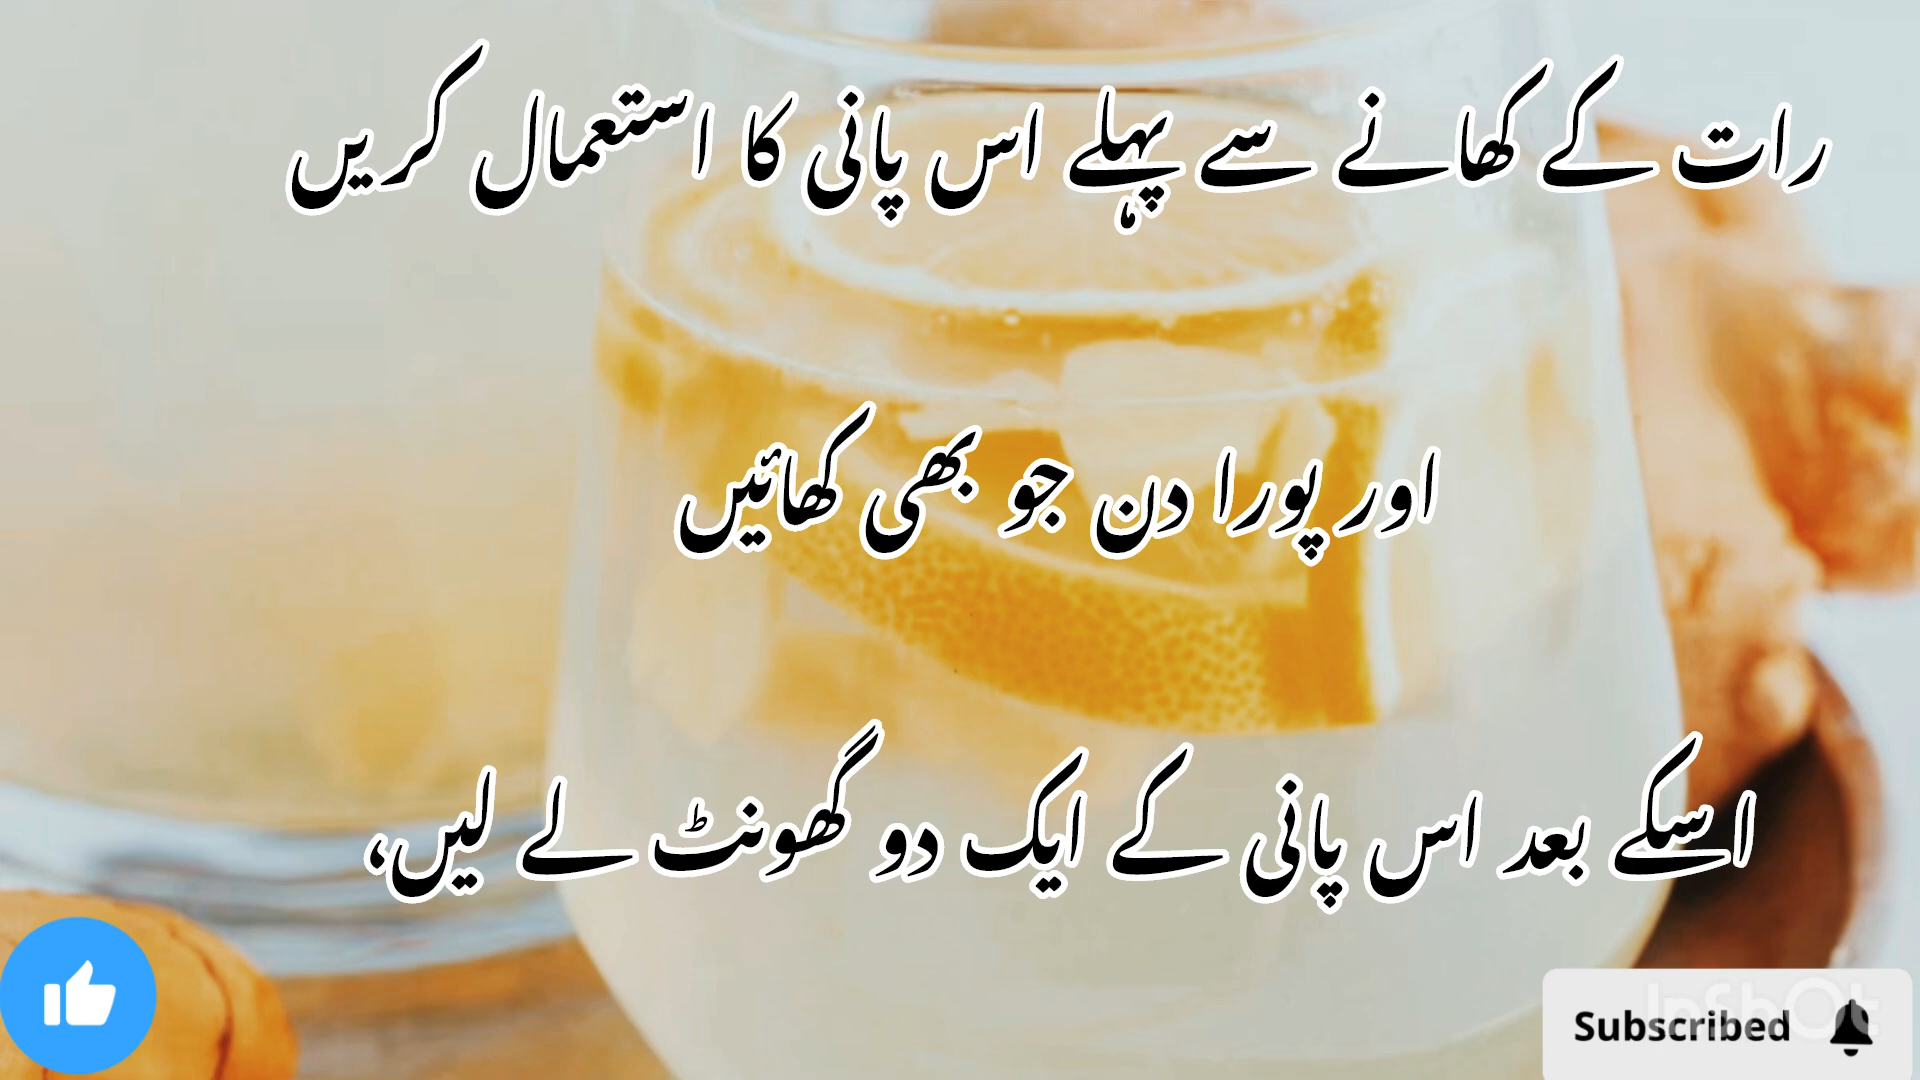 رات کے کھانے سے پہلے اس پانی کا استعمال کریں
اور پورا دن جو بھی کھائیں
اسکے بعد اس پانی کے ایک دو گھونٹ لے لیں،
InShOt
Subscribed